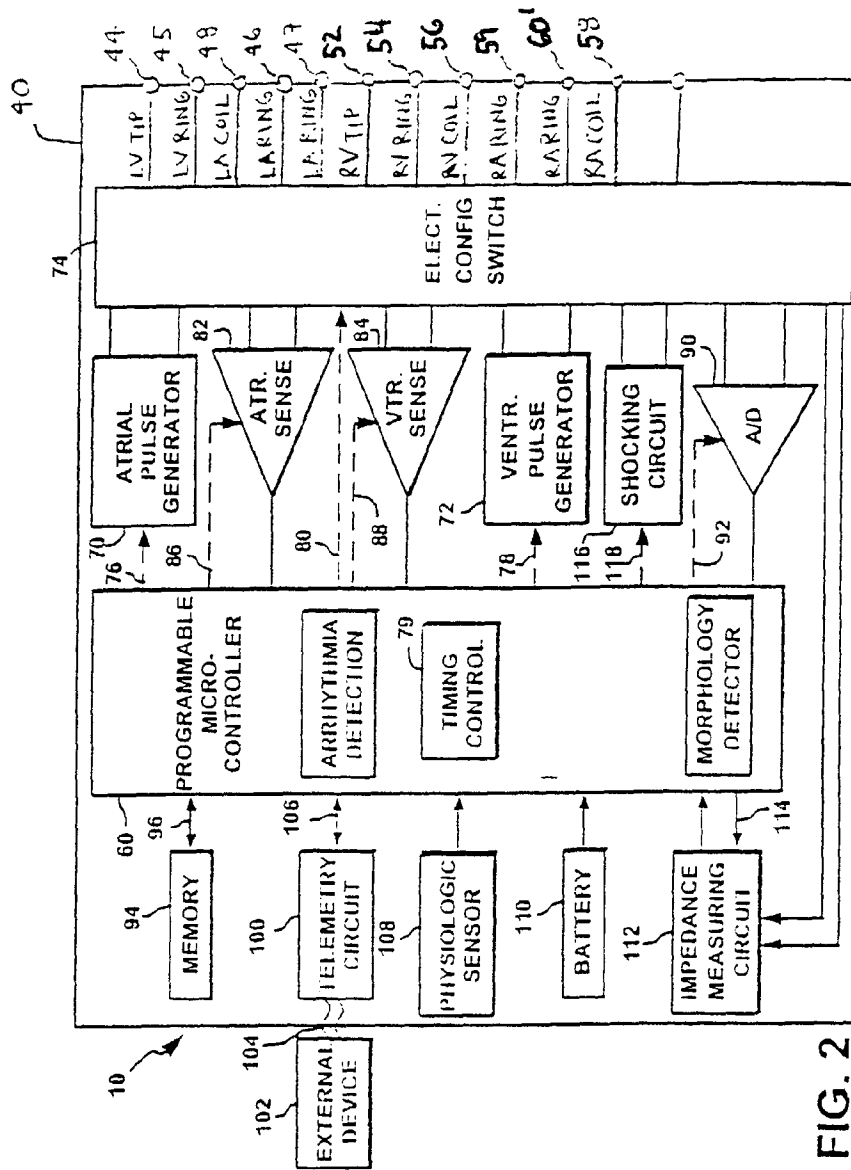 10
40
102
EXTERNAL
DEVICE
104
94
MEMORY
96
100
TELEMETRY
CIRCUIT
106
108
PHYSIOLOGIC
SENSOR
110
BATTERY
112
IMPEDANCE
MEASURING
CIRCUIT
114
60
PROGRAMMABLE
MICRO-
CONTROLLER
ARRHYTHMIA
DETECTION
79
TIMING
CONTROL
MORPHOLOGY
DETECTOR
70
76
ATRIAL
PULSE
GENERATOR
86
82
ATR.
SENSE
80
88
84
VTR.
SENSE
72
78
VENTR.
PULSE
GENERATOR
116
118
SHOCKING
CIRCUIT
90
A/D
92
74
ELECT.
CONFIG
SWITCH
LV TIP 44
LV RING 45
LA COIL 48
LA RING 46
LA RING 47
RV TIP 52
RV RING 54
RV COIL 56
RA RING 59
RA RING 60'
RA COIL 58
FIG. 2